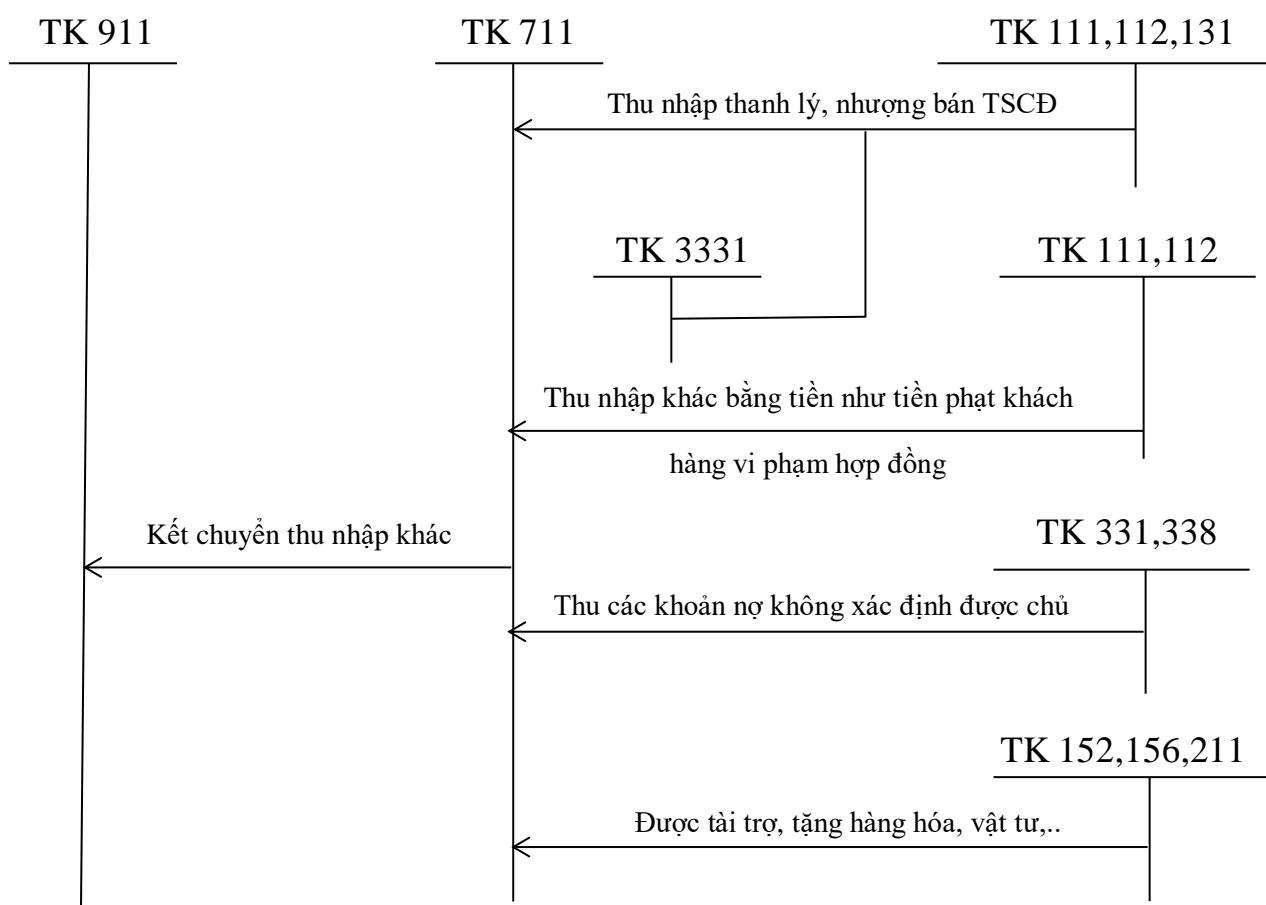 TK 911
TK 711
TK 111,112,131
Thu nhập thanh lý, nhượng bán TSCĐ
TK 3331
TK 111,112
Thu nhập khác bằng tiền như tiền phạt khách
hàng vi phạm hợp đồng
Kết chuyển thu nhập khác
TK 331,338
Thu các khoản nợ không xác định được chủ
TK 152,156,211
Được tài trợ, tặng hàng hóa, vật tư,..